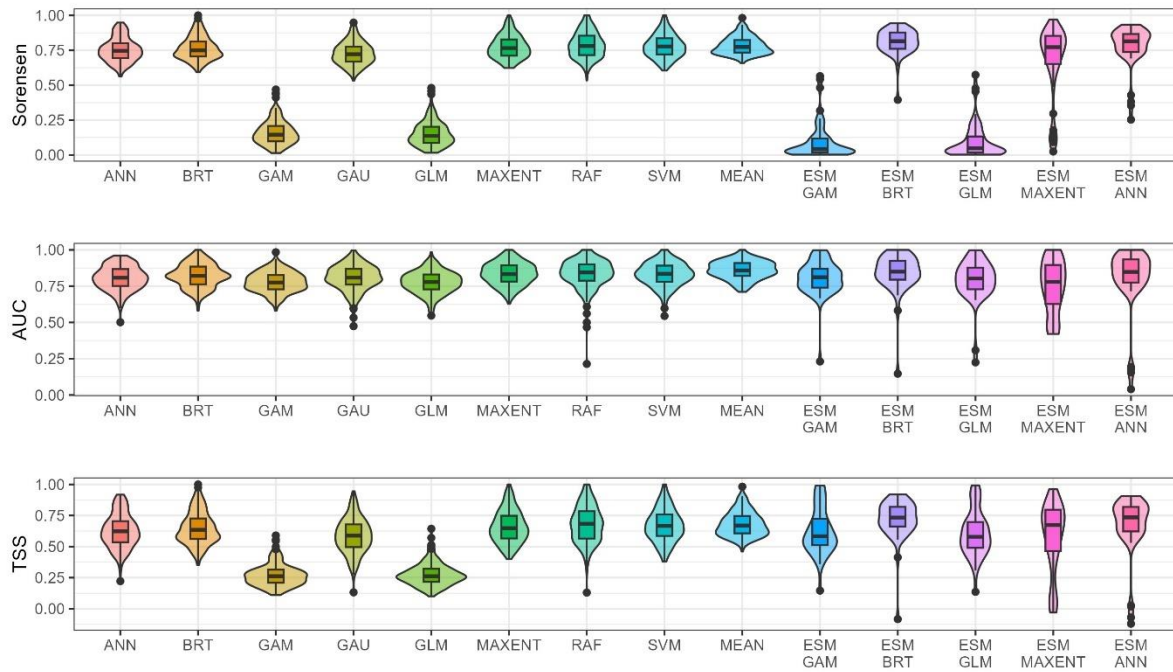 Sorensen
1.00
0.75
0.50
0.25
0.00
ANN BRT GAM GAU GLM MAXENT RAF SVM MEAN ESM ESM ESM ESM ESM
GAM BRT GLM MAXENT ANN
AUC
1.00
0.75
0.50
0.25
0.00
ANN BRT GAM GAU GLM MAXENT RAF SVM MEAN ESM ESM ESM ESM ESM
GAM BRT GLM MAXENT ANN
TSS
1.00
0.75
0.50
0.25
0.00
ANN BRT GAM GAU GLM MAXENT RAF SVM MEAN ESM ESM ESM ESM ESM
GAM BRT GLM MAXENT ANN